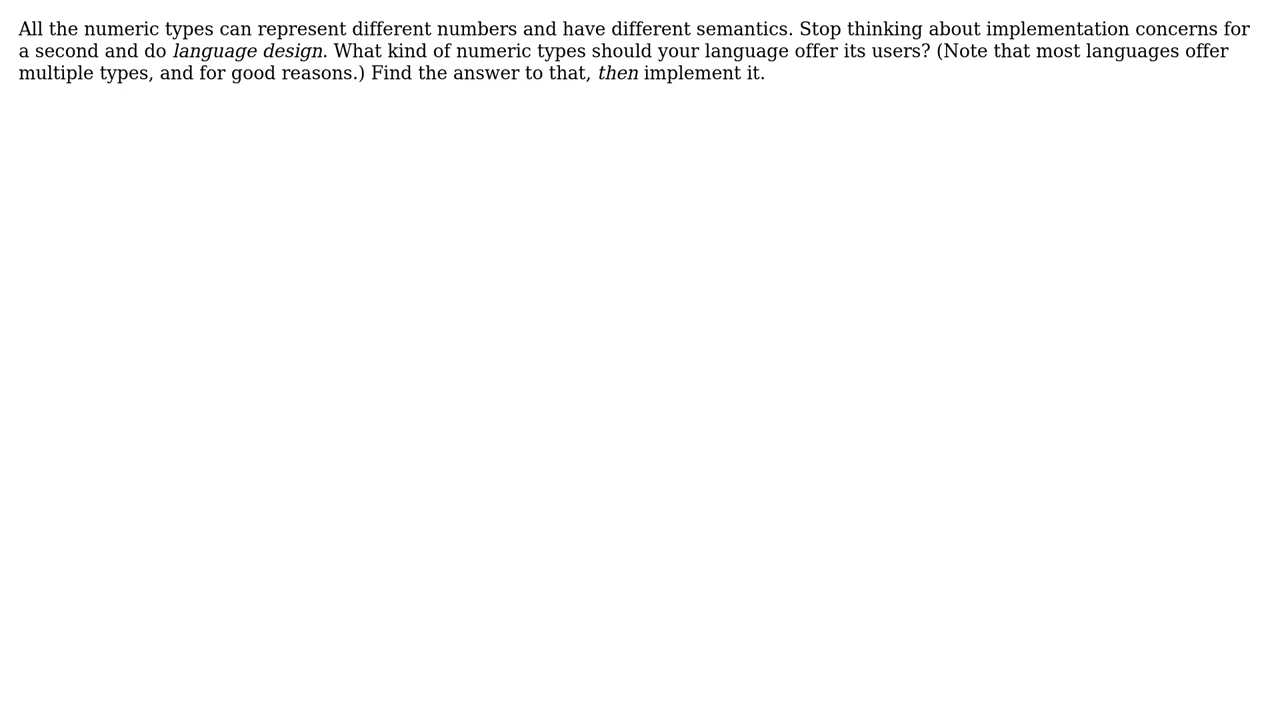 All the numeric types can represent different numbers and have different semantics. Stop thinking about implementation concerns for
a second and do language design. What kind of numeric types should your language offer its users? (Note that most languages offer
multiple types, and for good reasons.) Find the answer to that, then implement it.